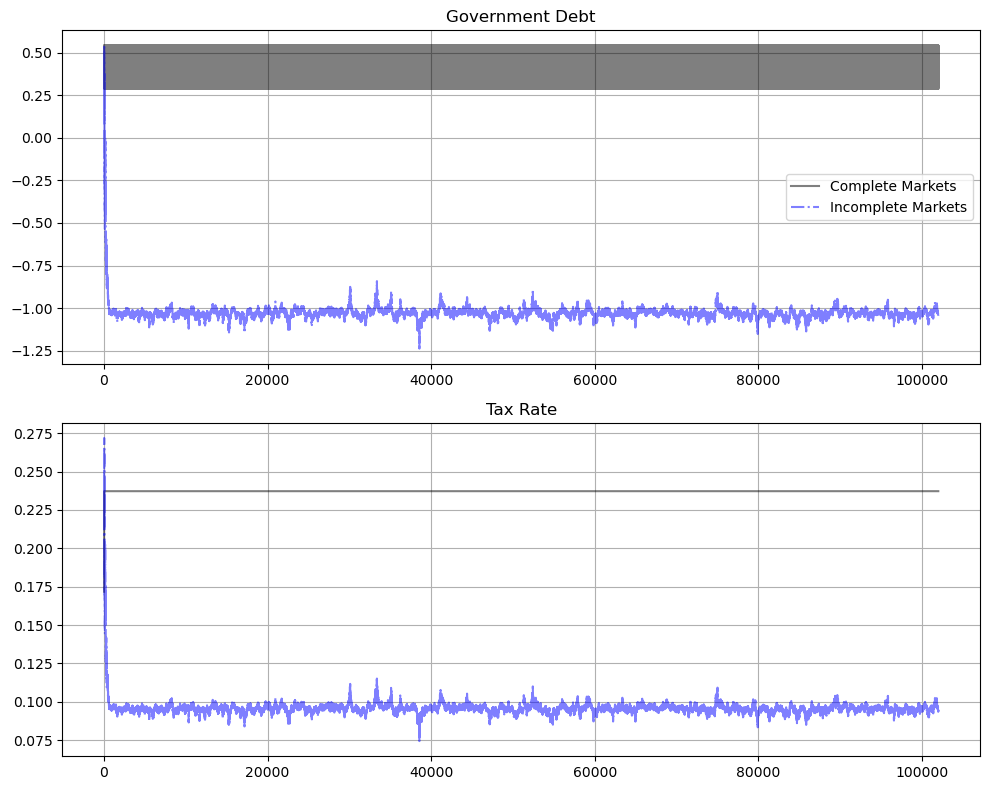 Government Debt
0.50
0.25
0.00
−0.25
−0.50
−0.75
−1.00
−1.25
Complete Markets
Incomplete Markets
0 20000 40000 60000 80000 100000
Tax Rate
0.275
0.250
0.225
0.200
0.175
0.150
0.125
0.100
0.075
0 20000 40000 60000 80000 100000